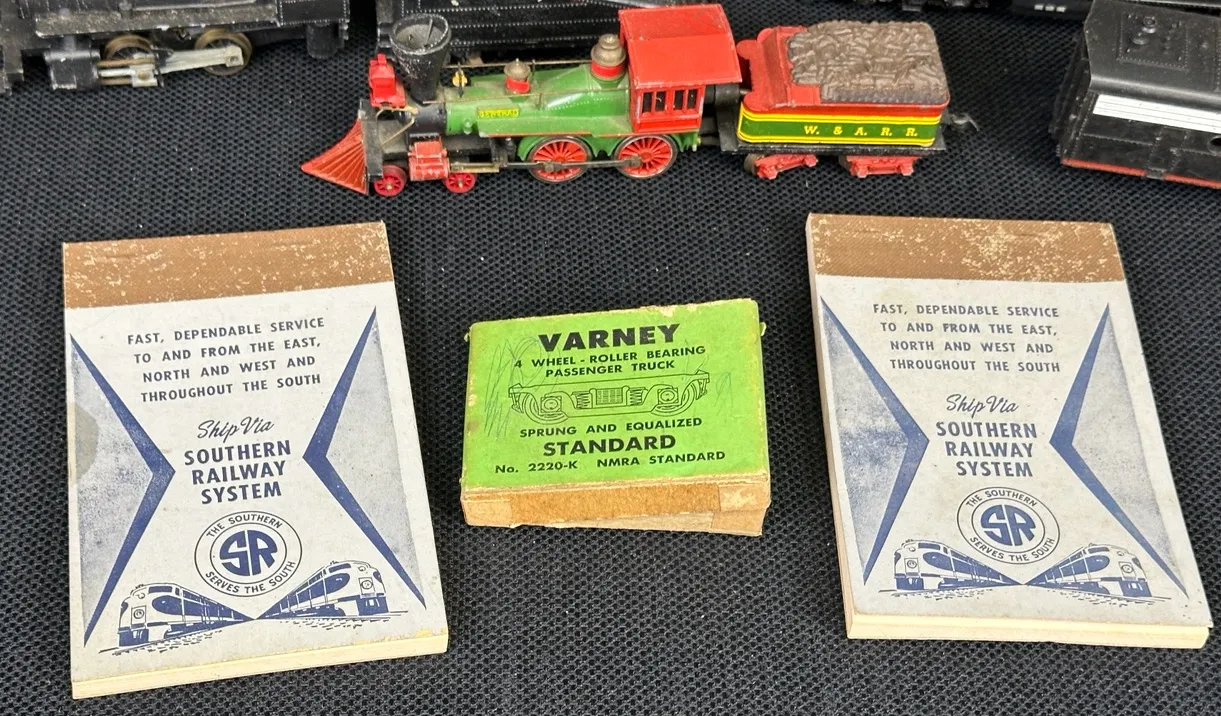 GENERAL
W. & A. R. R.
FAST, DEPENDABLE SERVICE
TO AND FROM THE EAST,
NORTH AND WEST AND
THROUGHOUT THE SOUTH
Ship Via
SOUTHERN
RAILWAY
SYSTEM
THE SOUTHERN
SR
SERVES THE SOUTH
VARNEY
4 WHEEL - ROLLER BEARING
PASSENGER TRUCK
SPRUNG AND EQUALIZED
STANDARD
No. 2220-K NMRA STANDARD
FAST, DEPENDABLE SERVICE
TO AND FROM THE EAST,
NORTH AND WEST AND
THROUGHOUT THE SOUTH
Ship Via
SOUTHERN
RAILWAY
SYSTEM
THE SOUTHERN
SR
SERVES THE SOUTH